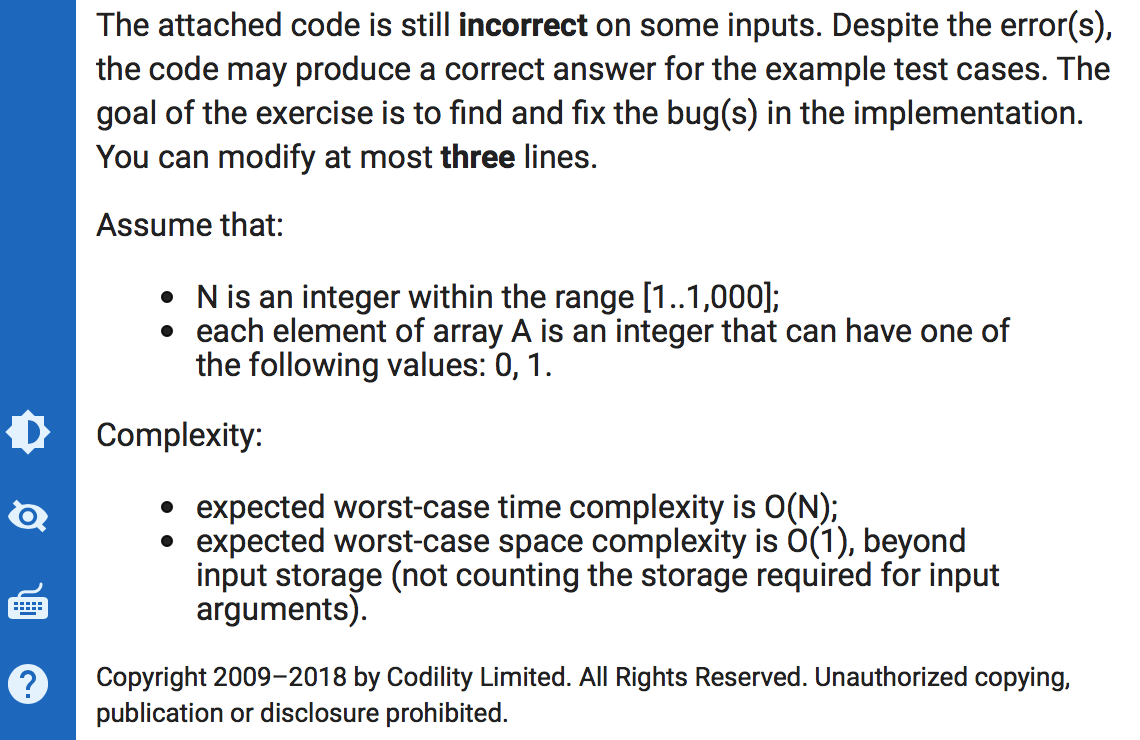 The attached code is still incorrect on some inputs. Despite the error(s),
the code may produce a correct answer for the example test cases. The
goal of the exercise is to find and fix the bug(s) in the implementation.
You can modify at most three lines.
Assume that:
• N is an integer within the range [1..1,000];
• each element of array A is an integer that can have one of
the following values: 0, 1.
Complexity:
• expected worst-case time complexity is O(N);
• expected worst-case space complexity is O(1), beyond
input storage (not counting the storage required for input
arguments).
Copyright 2009–2018 by Codility Limited. All Rights Reserved. Unauthorized copying,
publication or disclosure prohibited.
?